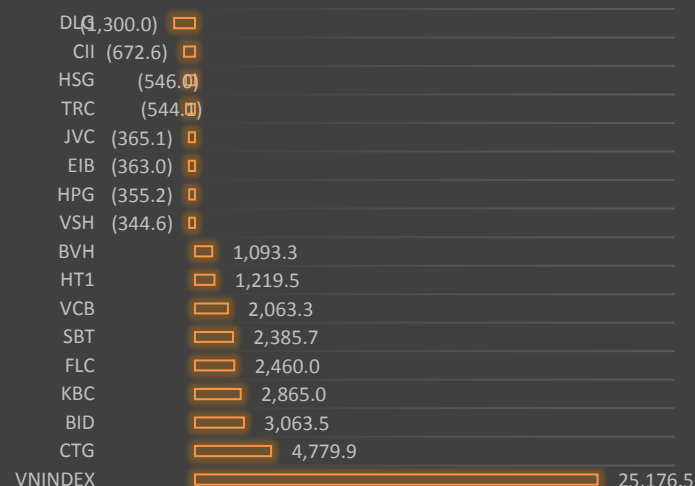 DLG (1,300.0)
CII (672.6)
HSG (546.0)
TRC (544.1)
JVC (365.1)
EIB (363.0)
HPG (355.2)
VSH (344.6)
BVH 1,093.3
HT1 1,219.5
VCB 2,063.3
SBT 2,385.7
FLC 2,460.0
KBC 2,865.0
BID 3,063.5
CTG 4,779.9
VNINDEX 25,176.5